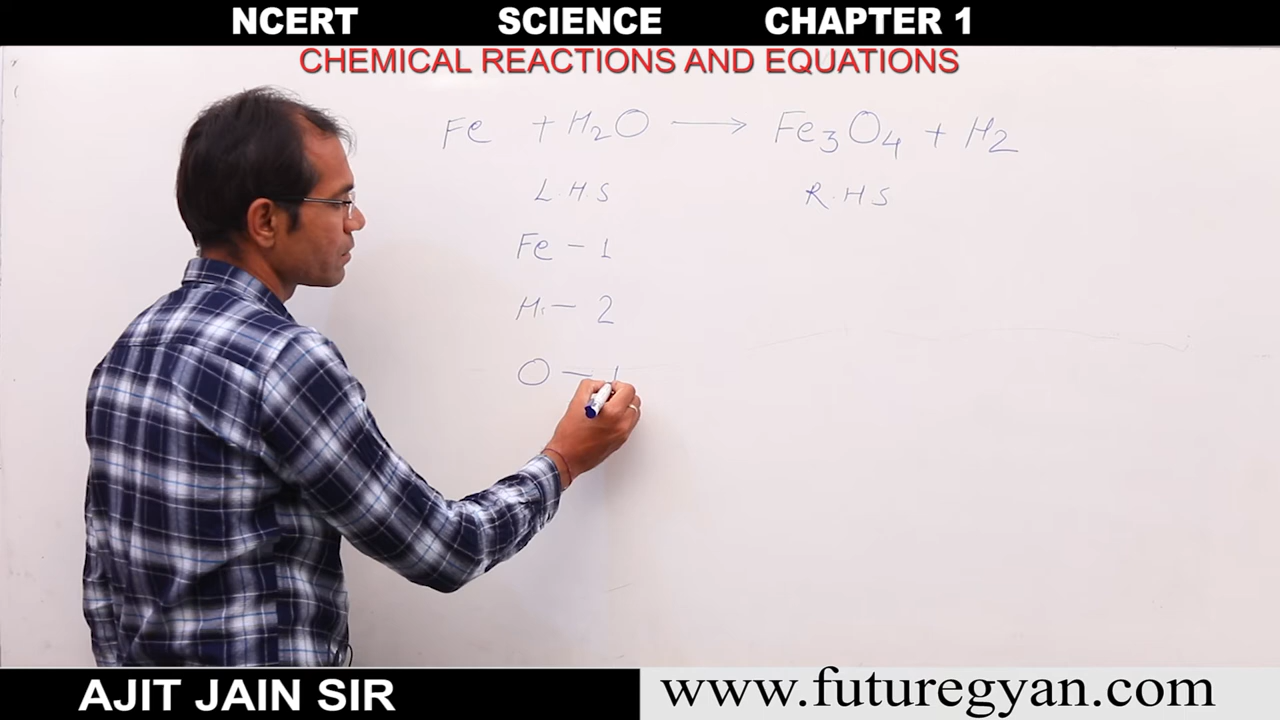 NCERT SCIENCE CHAPTER 1
CHEMICAL REACTIONS AND EQUATIONS
Fe + H₂O ⟶ Fe₃O₄ + H₂
L.H.S R.H.S
Fe – 1
H – 2
O – 1
AJIT JAIN SIR www.futuregyan.com